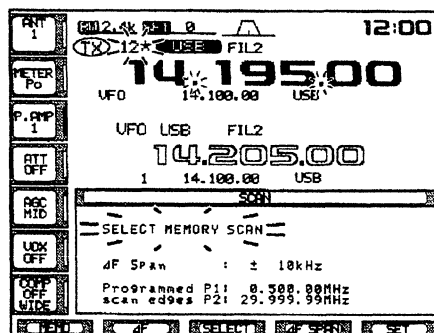 ANT
1
2.4k 0
12:00
TX 12* USB FIL2
METER
Po
14.195.00
VFO 14.100.00 USB
P.AMP
1
VFO USB FIL2
14.205.00
1 14.100.00 USB
ATT
OFF
SCAN
AGC
MID
SELECT MEMORY SCAN
VOX
OFF
⊿F SPan : ± 10kHz
COMP
OFF
WIDE
Programmed P1: 0.500.00MHz
scan edges P2: 29.999.99MHz
MEMO ⊿F SELECT ⊿F SPAN SET